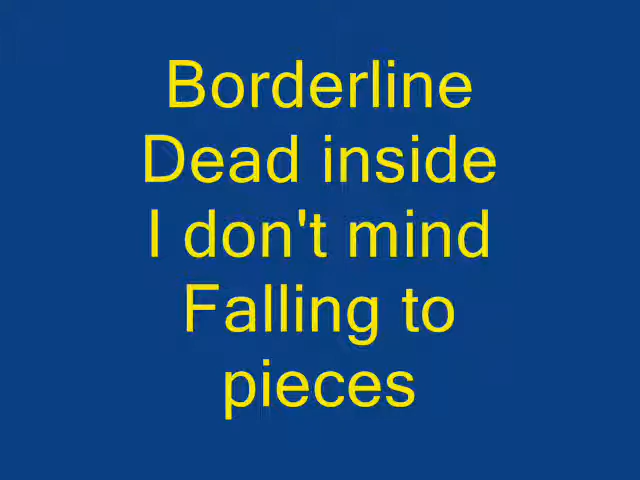 Borderline
Dead inside
I don't mind
Falling to
pieces